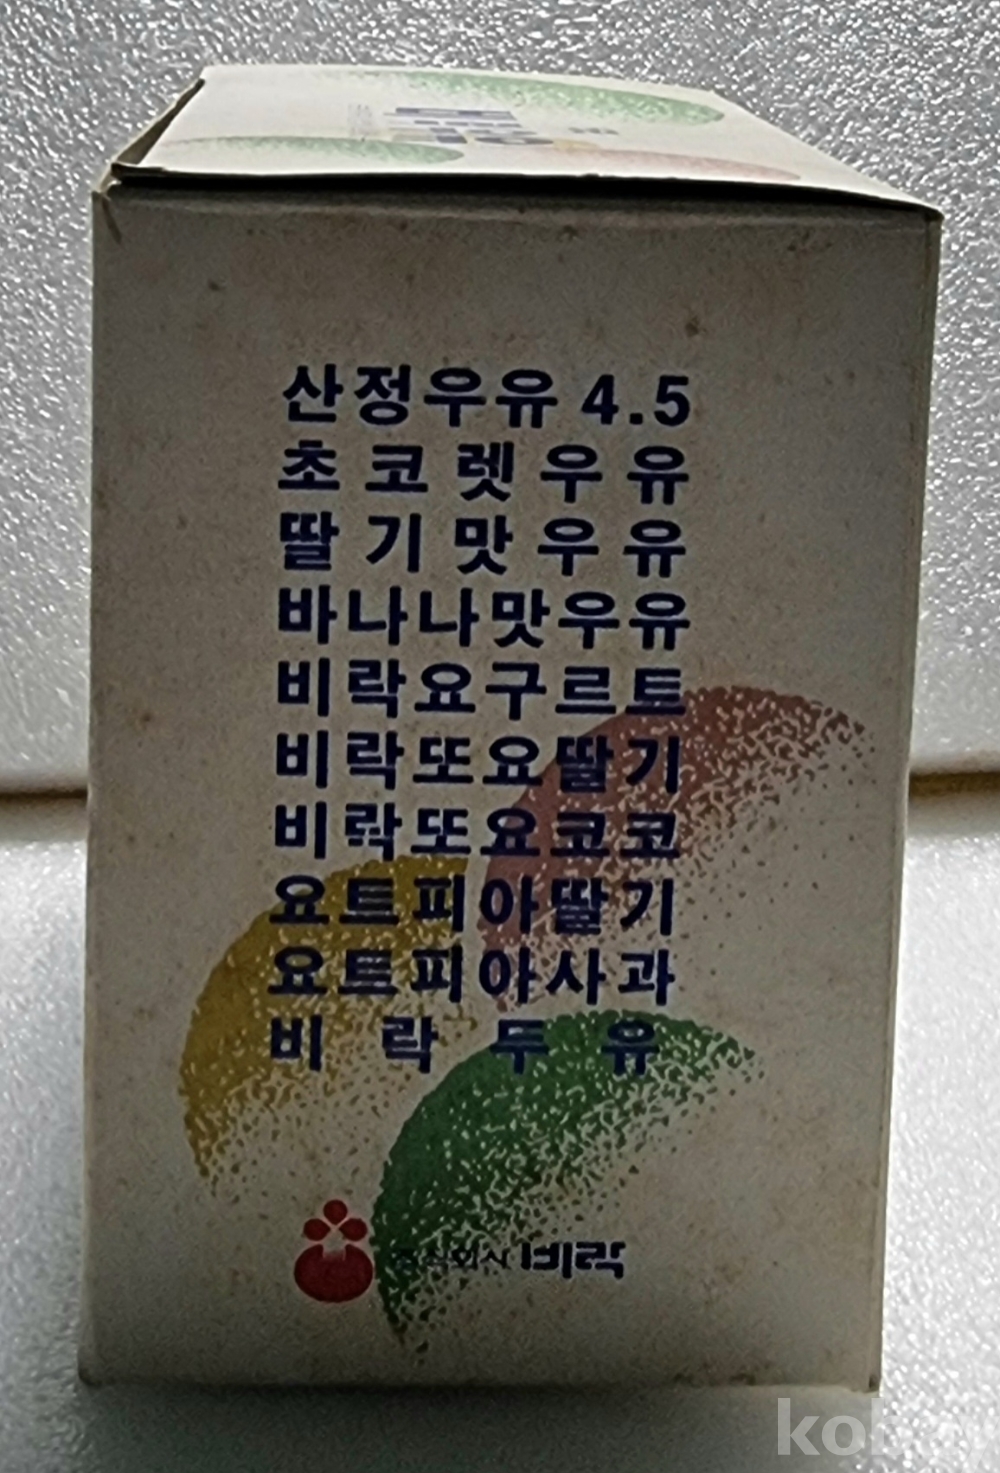 산정우유 4.5
초코렛우유
딸기맛우유
바나나맛우유
비락요구르트
비락또요딸기
비락또요코코
요트피아딸기
요트피아사과
비락두유
주식회사 비락